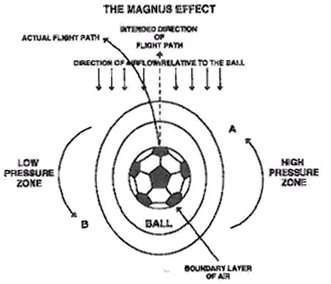 THE MAGNUS EFFECT
INTENDED DIRECTION
OF
FLIGHT PATH
ACTUAL FLIGHT PATH
DIRECTION OF AIRFLOW RELATIVE TO THE BALL
A
LOW
PRESSURE
ZONE
HIGH
PRESSURE
ZONE
B
BALL
BOUNDARY LAYER
OF AIR